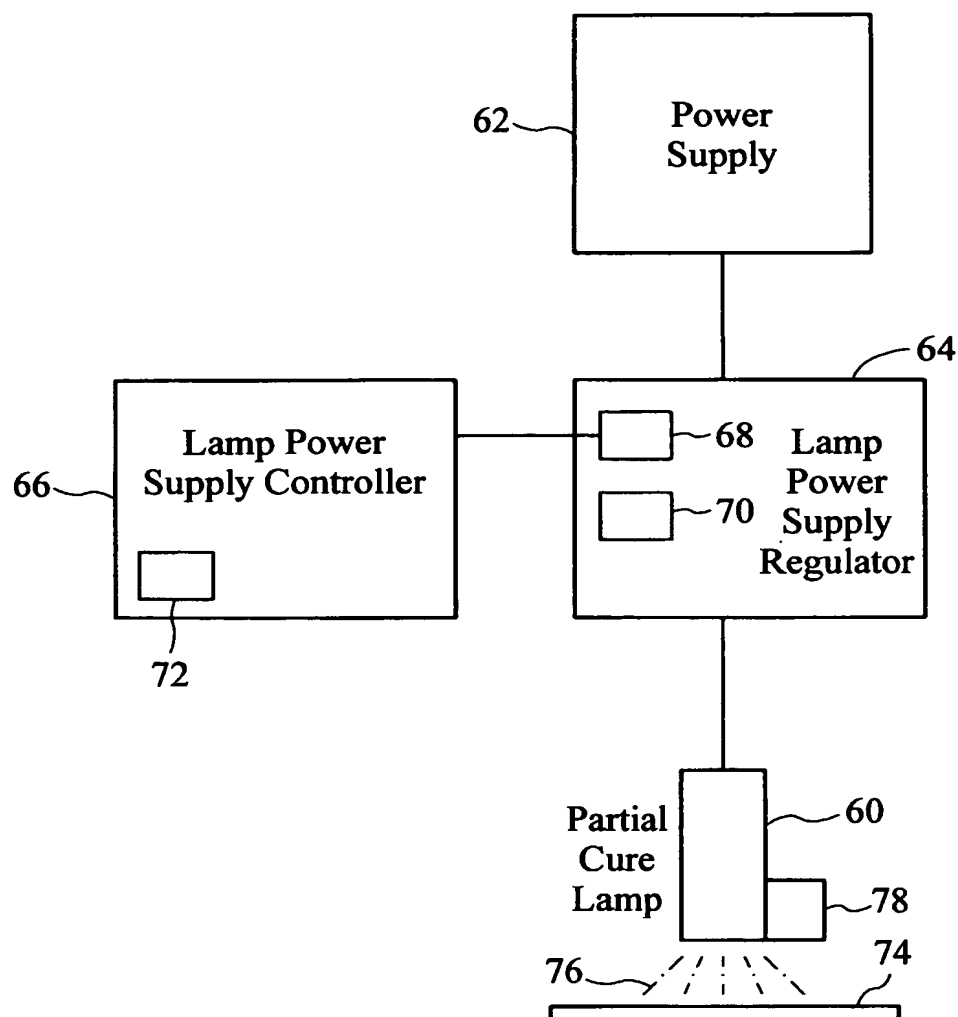 62
Power
Supply
64
66
Lamp Power
Supply Controller
68
70
Lamp
Power
Supply
Regulator
72
Partial
Cure
Lamp
60
78
76
74